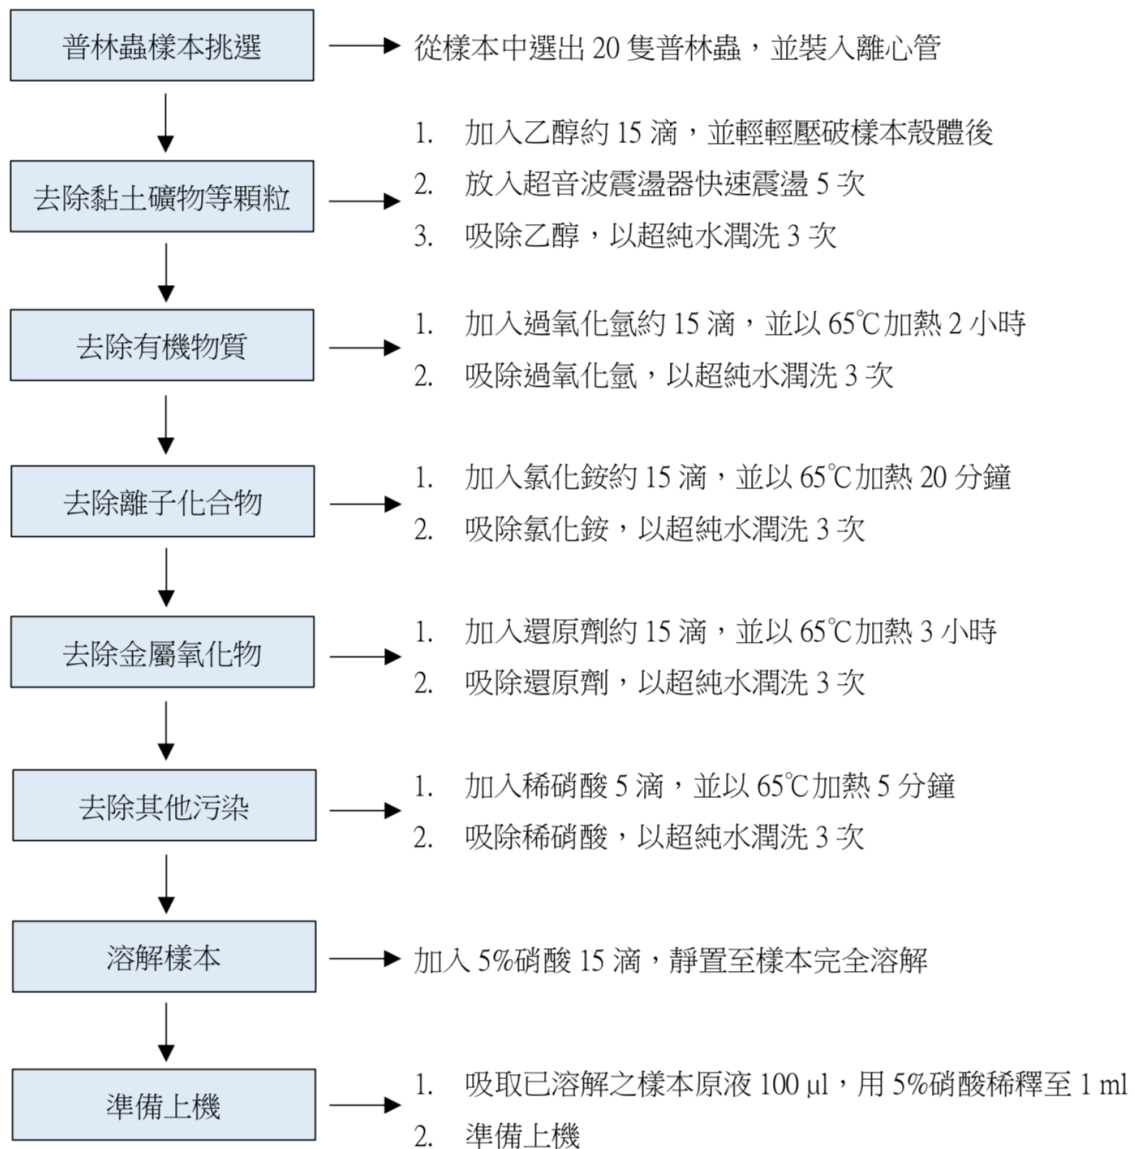 普林蟲樣本挑選
從樣本中選出 20 隻普林蟲，並裝入離心管
去除黏土礦物等顆粒
1. 加入乙醇約 15 滴，並輕輕壓破樣本殼體後
2. 放入超音波震盪器快速震盪 5 次
3. 吸除乙醇，以超純水潤洗 3 次
去除有機物質
1. 加入過氧化氫約 15 滴，並以 65℃加熱 2 小時
2. 吸除過氧化氫，以超純水潤洗 3 次
去除離子化合物
1. 加入氯化銨約 15 滴，並以 65℃加熱 20 分鐘
2. 吸除氯化銨，以超純水潤洗 3 次
去除金屬氧化物
1. 加入還原劑約 15 滴，並以 65℃加熱 3 小時
2. 吸除還原劑，以超純水潤洗 3 次
去除其他污染
1. 加入稀硝酸 5 滴，並以 65℃加熱 5 分鐘
2. 吸除稀硝酸，以超純水潤洗 3 次
溶解樣本
加入 5%硝酸 15 滴，靜置至樣本完全溶解
準備上機
1. 吸取已溶解之樣本原液 100 μl，用 5%硝酸稀釋至 1 ml
2. 準備上機